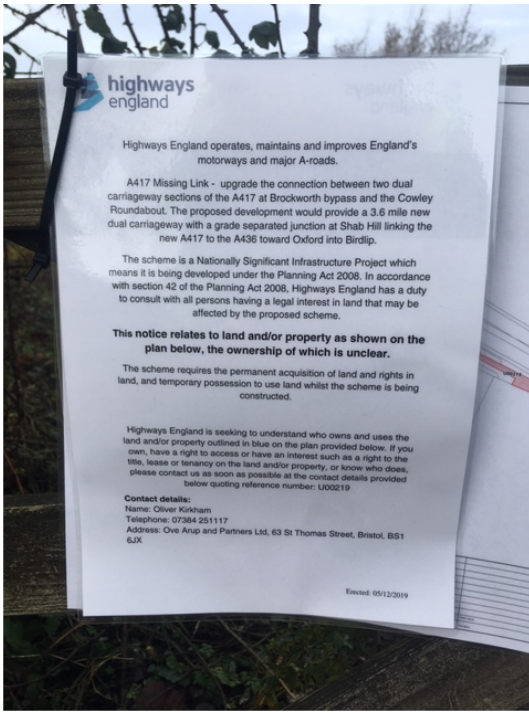 highways
england
Highways England operates, maintains and improves England's
motorways and major A-roads.
A417 Missing Link - upgrade the connection between two dual
carriageway sections of the A417 at Brockworth bypass and the Cowley
Roundabout. The proposed development would provide a 3.6 mile new
dual carriageway with a grade separated junction at Shab Hill linking the
new A417 to the A436 toward Oxford into Birdlip.
The scheme is a Nationally Significant Infrastructure Project which
means it is being developed under the Planning Act 2008. In accordance
with section 42 of the Planning Act 2008, Highways England has a duty
to consult with all persons having a legal interest in land that may be
affected by the proposed scheme.
This notice relates to land and/or property as shown on the
plan below, the ownership of which is unclear.
The scheme requires the permanent acquisition of land and rights in
land, and temporary possession to use land whilst the scheme is being
constructed.
Highways England is seeking to understand who owns and uses the
land and/or property outlined in blue on the plan provided below. If you
own, have a right to access or have an interest such as a right to the
title, lease or tenancy on the land and/or property, or know who does,
please contact us as soon as possible at the contact details provided
below quoting reference number: U00219
Contact details:
Name: Oliver Kirkham
Telephone: 07384 251117
Address: Ove Arup and Partners Ltd, 63 St Thomas Street, Bristol, BS1
6JX
Erected: 05/12/2019